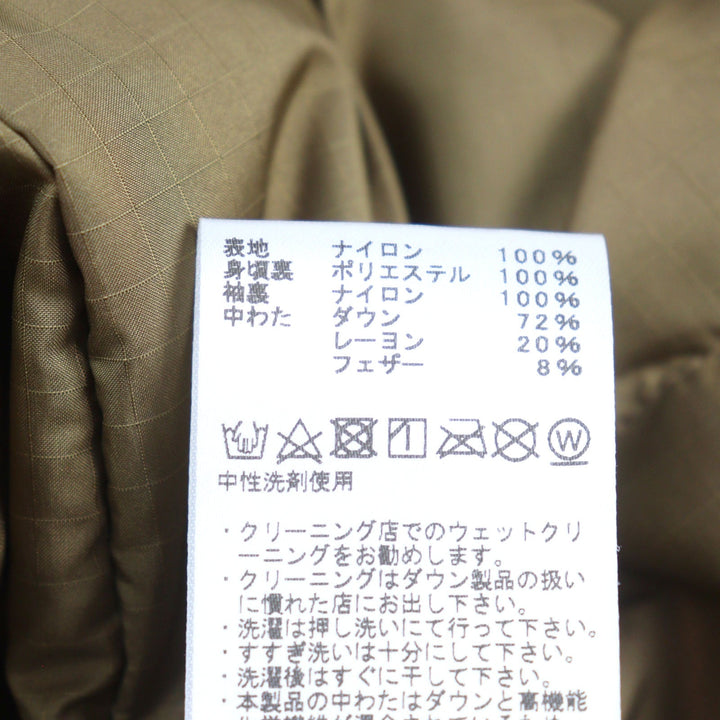 表地 ナイロン 100%
身頃裏 ポリエステル 100%
袖裏 ナイロン 100%
中わた ダウン 72%
レーヨン 20%
フェザー 8%
W
中性洗剤使用
・クリーニング店でのウェットクリ
ーニングをお勧めします。
・クリーニングはダウン製品の扱い
に慣れた店にお出し下さい。
・洗濯は押し洗いにて行って下さい。
・すすぎ洗いは十分にして下さい。
・洗濯後はすぐに干して下さい。
・本製品の中わたはダウンと高機能